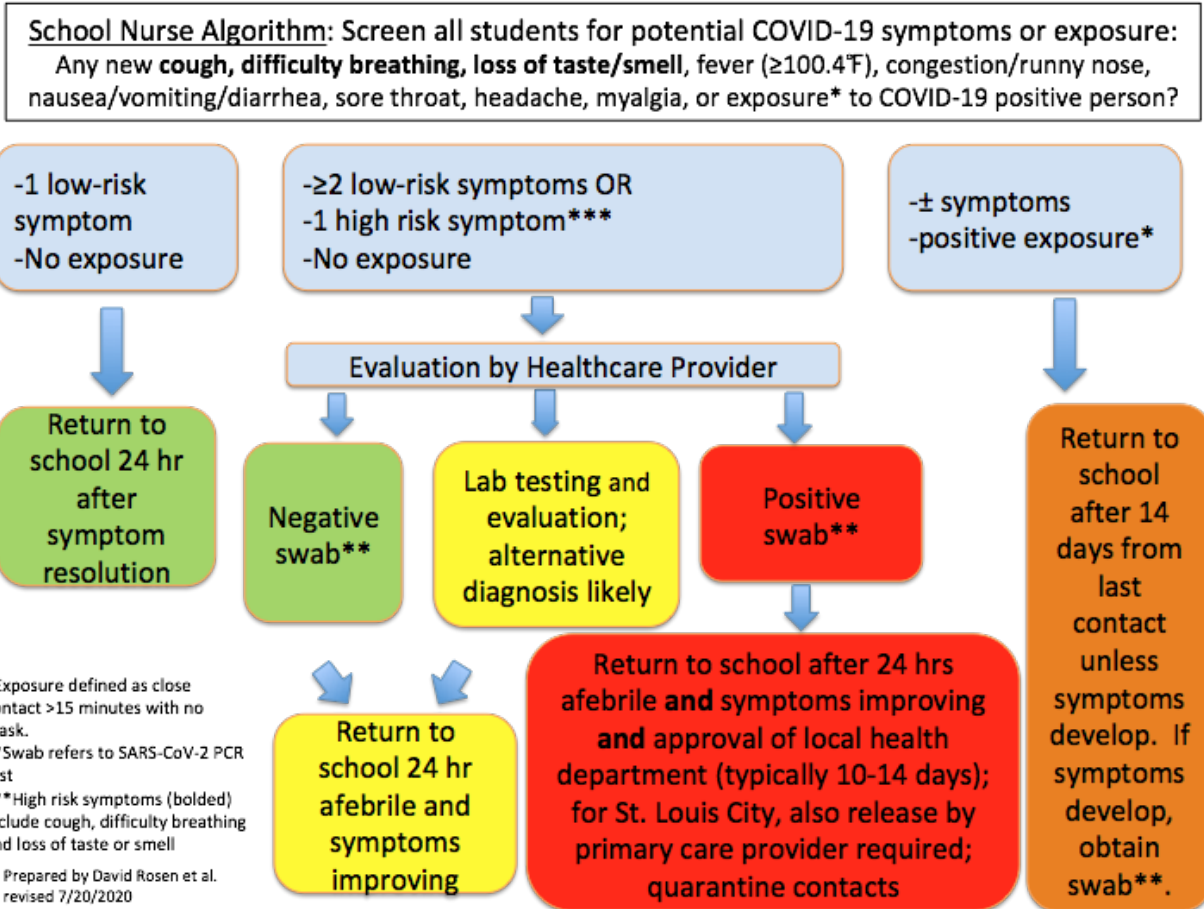 School Nurse Algorithm: Screen all students for potential COVID-19 symptoms or exposure:
Any new cough, difficulty breathing, loss of taste/smell, fever (≥100.4℉), congestion/runny nose,
nausea/vomiting/diarrhea, sore throat, headache, myalgia, or exposure* to COVID-19 positive person?
-1 low-risk
symptom
-No exposure
-≥2 low-risk symptoms OR
-1 high risk symptom***
-No exposure
-± symptoms
-positive exposure*
Evaluation by Healthcare Provider
Return to
school 24 hr
after
symptom
resolution
Negative
swab**
Lab testing and
evaluation;
alternative
diagnosis likely
Positive
swab**
Return to
school 24 hr
afebrile and
symptoms
improving
Return to school after 24 hrs
afebrile and symptoms improving
and approval of local health
department (typically 10-14 days);
for St. Louis City, also release by
primary care provider required;
quarantine contacts
Return to
school
after 14
days from
last
contact
unless
symptoms
develop. If
symptoms
develop,
obtain
swab**.
Exposure defined as close
ontact >15 minutes with no
ask.
*Swab refers to SARS-CoV-2 PCR
st
**High risk symptoms (bolded)
clude cough, difficulty breathing
nd loss of taste or smell
Prepared by David Rosen et al.
revised 7/20/2020